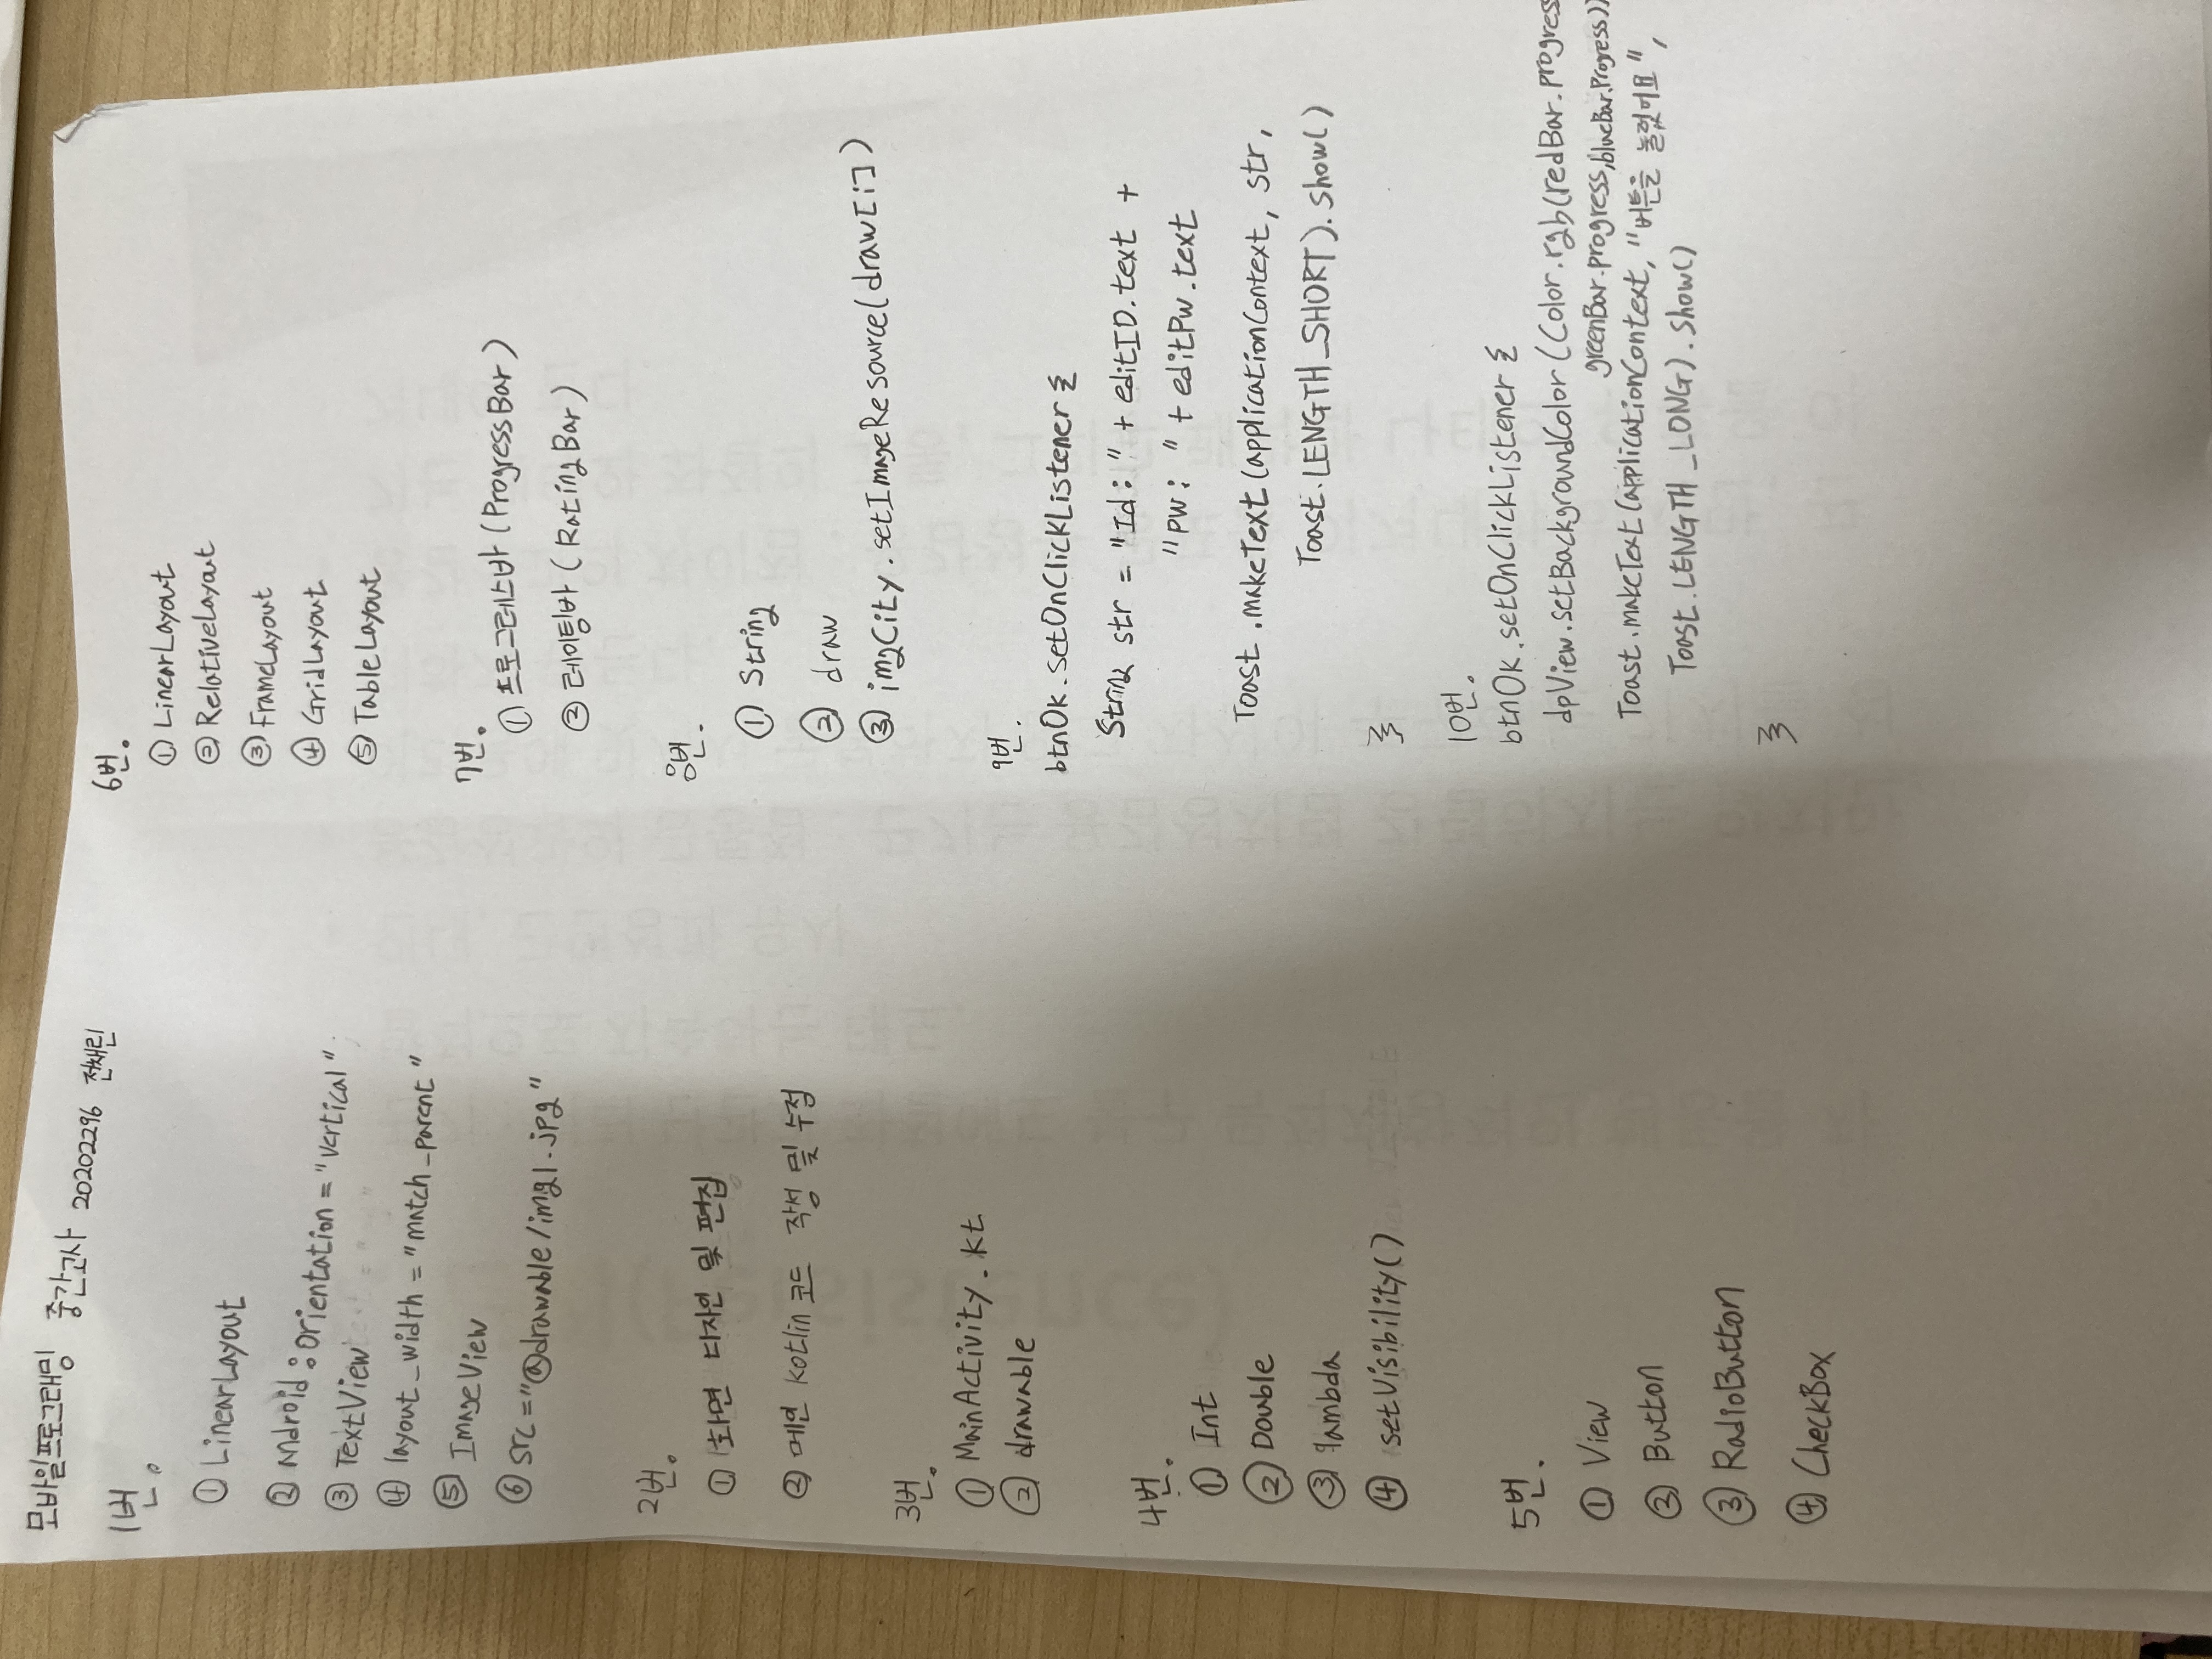 모바일프로그래밍 중간고사 20202296 전채린
1번.
① LinearLayout
② Android:orientation="vertical"
③ TextView
④ layout_width="match_parent"
⑤ ImageView
⑥ src="@drawable/img1.jpg"
2번.
① 화면 디자인 및 편집
② 메인 kotlin 코드 작성 및 수정
3번.
① MainActivity.kt
② drawable
4번.
① Int
② Double
③ lambda
④ setVisibility()
5번.
① View
② Button
③ RadioButton
④ CheckBox
6번.
① LinearLayout
② RelativeLayout
③ FrameLayout
④ GridLayout
⑤ TableLayout
7번.
① 프로그레스바 (ProgressBar)
② 레이팅바 (RatingBar)
8번.
① String
② draw
③ imgCity.setImageResource(draw[i])
9번.
btnOk.setOnClickListener {
String str = "Id: " + editID.text +
"pw: " + editPw.text
Toast.makeText(applicationContext, str,
Toast.LENGTH_SHORT).show()
}
10번.
btnOk.setOnClickListener {
dpView.setBackgroundColor (Color.rgb(redBar.progress
greenBar.progress, blueBar.Progress))
Toast.makeText(applicationContext, "버튼을 눌렀어요",
Toast.LENGTH_LONG).show()
}